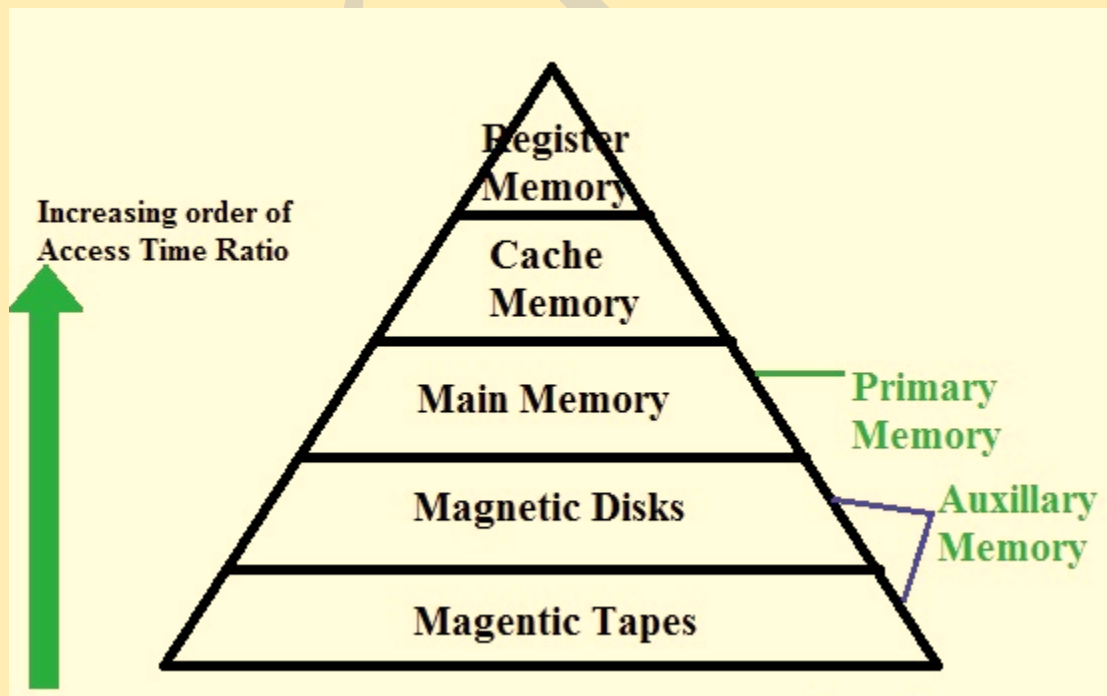 Register
Memory
Increasing order of
Access Time Ratio
Cache
Memory
Main Memory
Primary
Memory
Magnetic Disks
Auxillary
Memory
Magentic Tapes